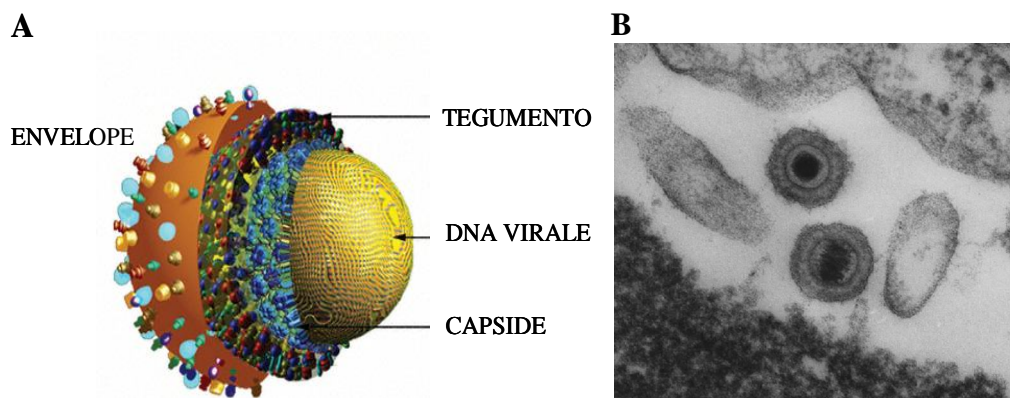 A
B
TEGUMENTO
ENVELOPE
DNA VIRALE
CAPSIDE